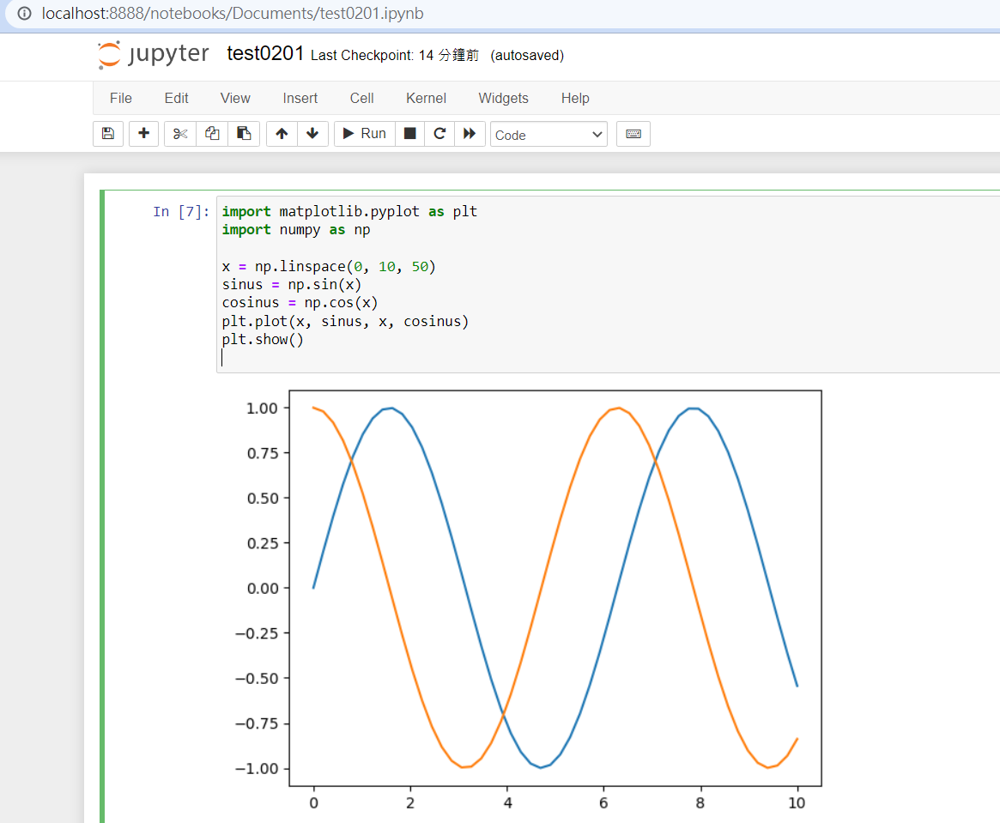 localhost:8888/notebooks/Documents/test0201.ipynb
jupyter test0201 Last Checkpoint: 14 分鐘前 (autosaved)
File Edit View Insert Cell Kernel Widgets Help
Run Code
In [7]: import matplotlib.pyplot as plt
import numpy as np
x = np.linspace(0, 10, 50)
sinus = np.sin(x)
cosinus = np.cos(x)
plt.plot(x, sinus, x, cosinus)
plt.show()
1.00
0.75
0.50
0.25
0.00
−0.25
−0.50
−0.75
−1.00
0 2 4 6 8 10